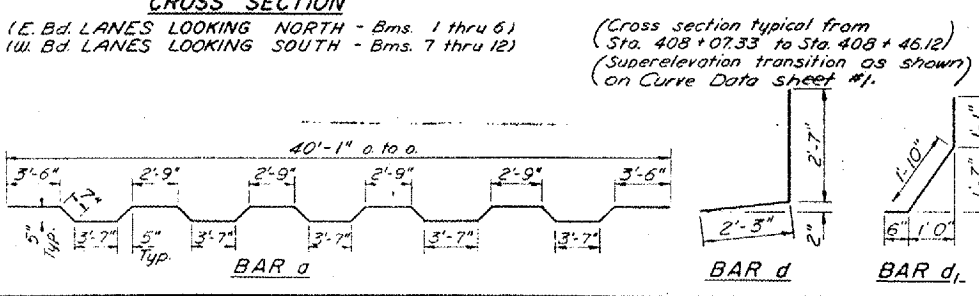 CROSS SECTION
(E. Bd. LANES LOOKING NORTH - Bms. 1 thru 6)
(W. Bd. LANES LOOKING SOUTH - Bms. 7 thru 12)
(Cross section typical from
Sta. 408 + 07.33 to Sta. 408 + 46.12)
(Superelevation transition as shown)
on Curve Data sheet #1.
40'-1" o. to o.
3'-6" 2'-9" 2'-9" 2'-9" 2'-9" 3'-6"
5" Typ.
3'-7" 5" Typ. 3'-7" 3'-7" 3'-7" 3'-7"
BAR a
2'-7"
2'-3"
2"
BAR d
1'-10"
1'-1"
1'-7"
6" 1'0"
BAR d1